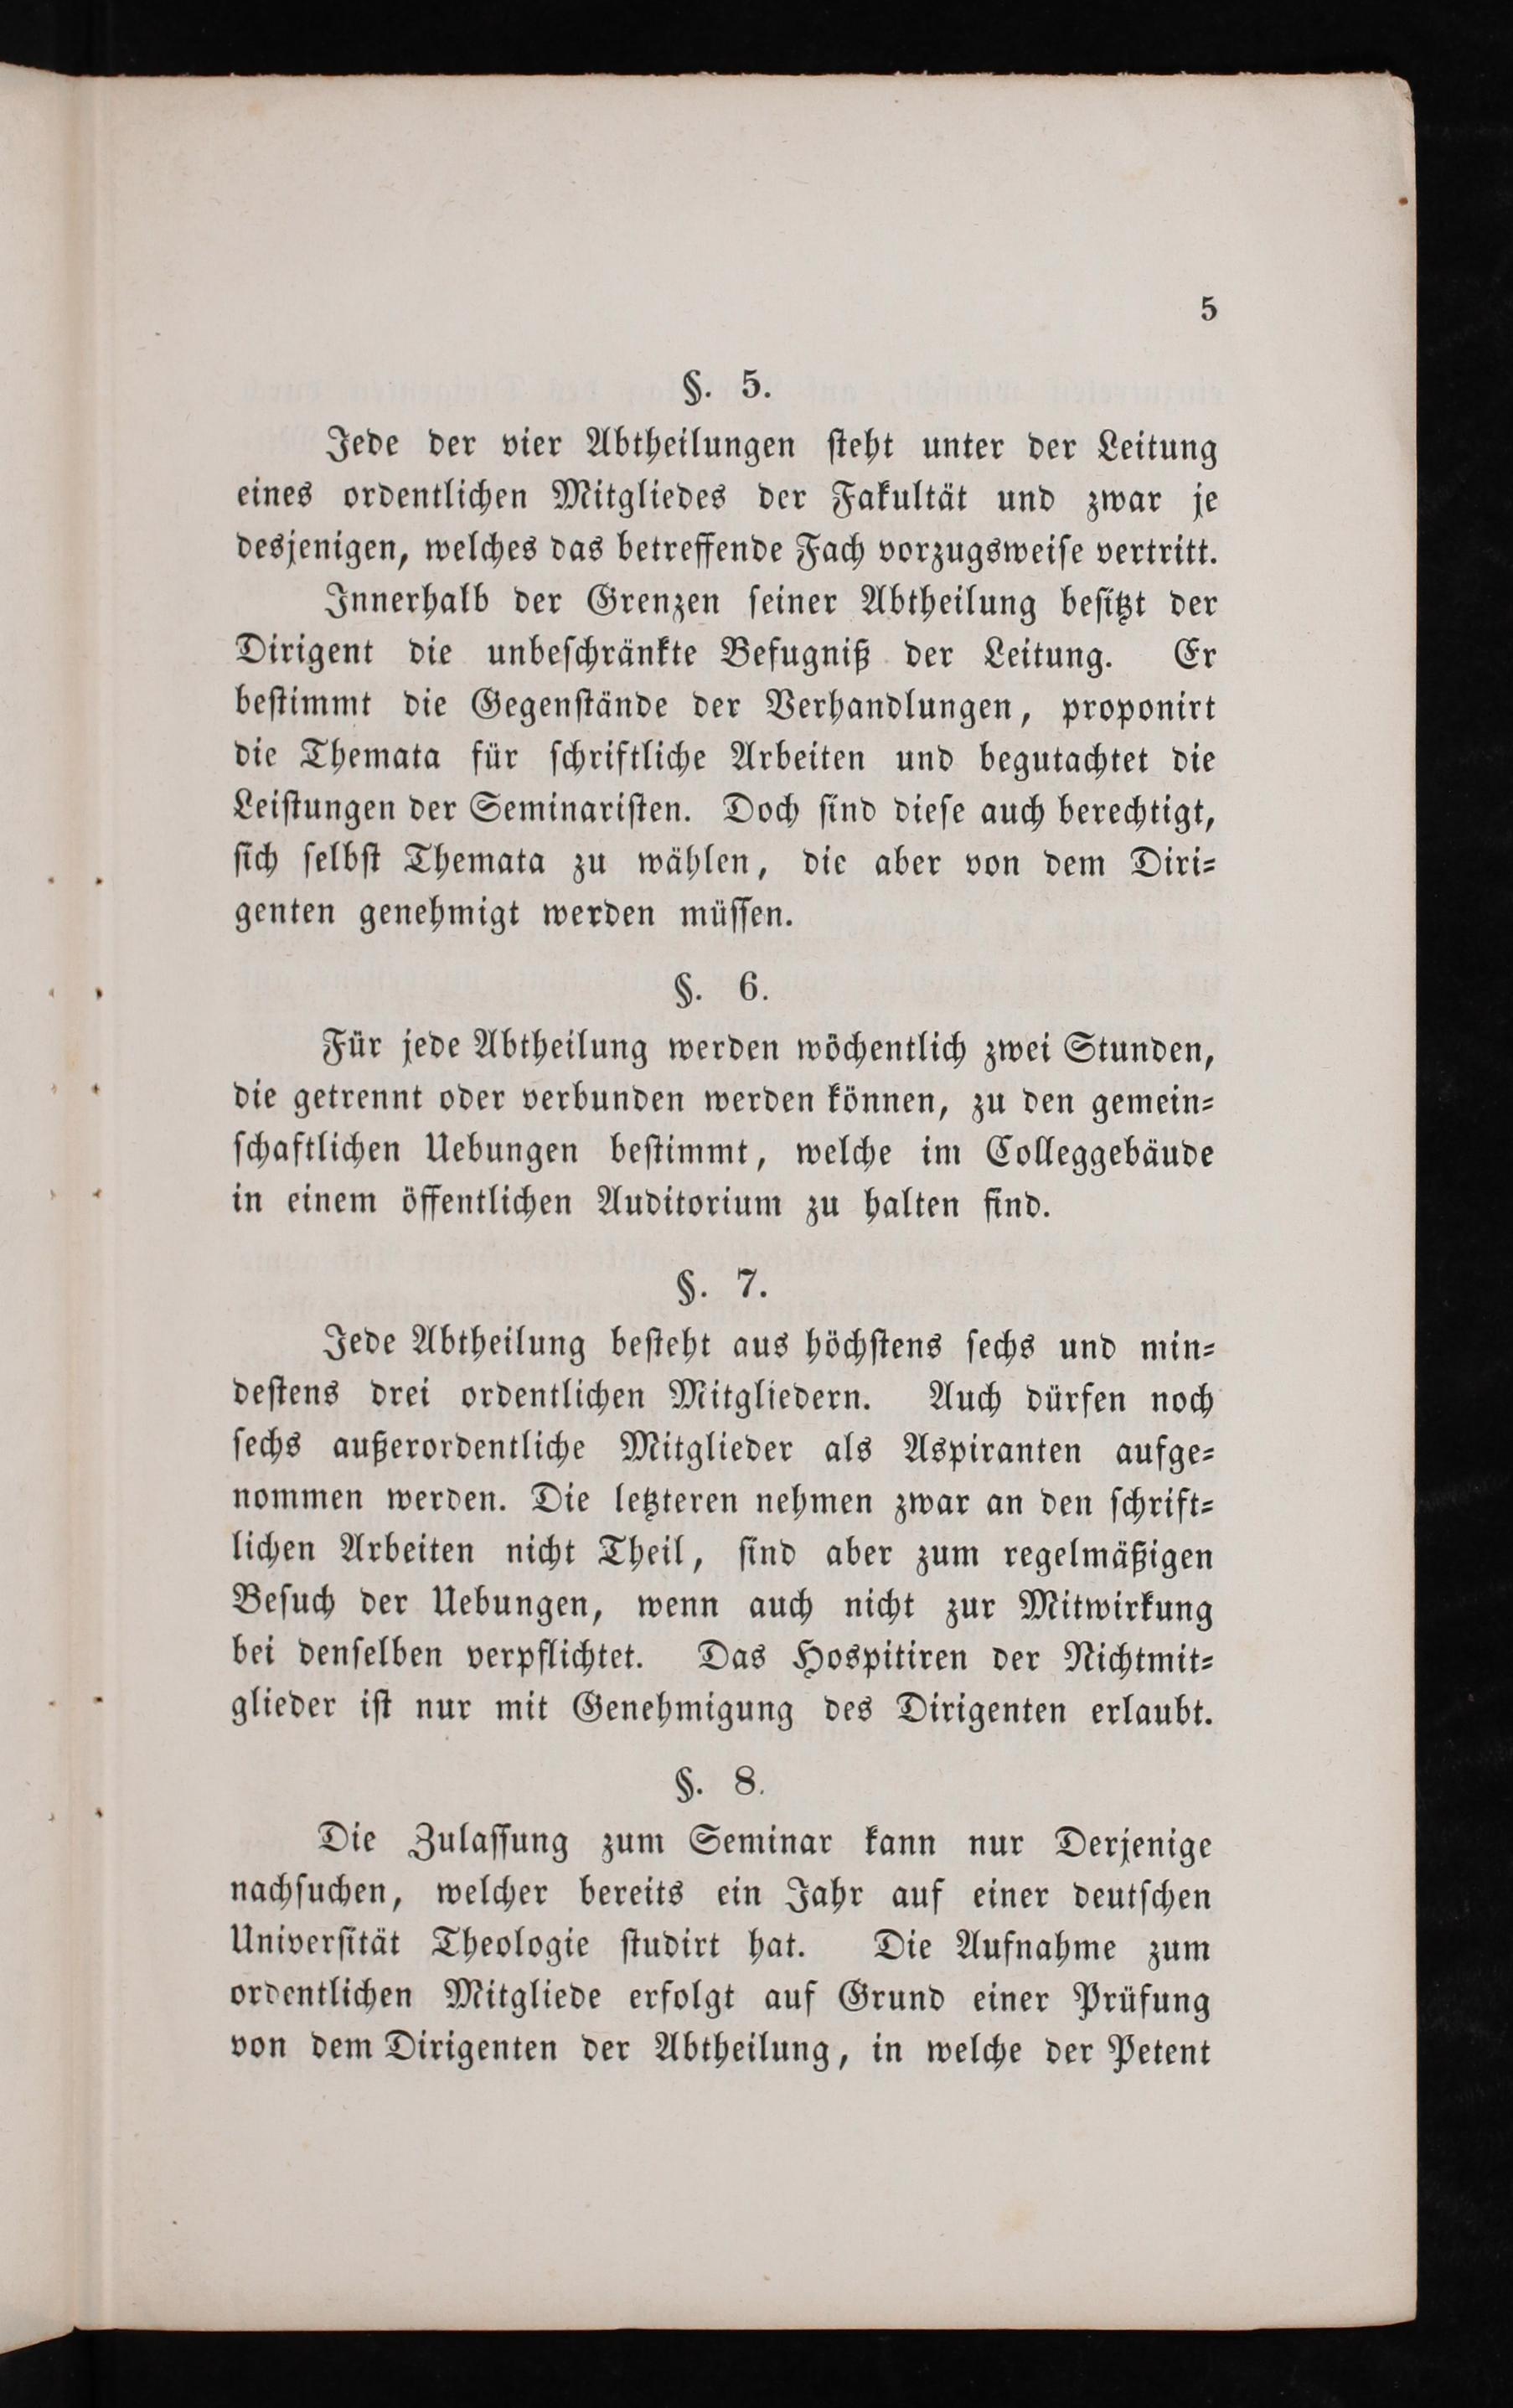 5
§. 5.
Jede der vier Abtheilungen steht unter der Leitung
eines ordentlichen Mitgliedes der Fakultät und zwar je
desjenigen, welches das betreffende Fach vorzugsweise vertritt.
Innerhalb der Grenzen seiner Abtheilung besitzt der
Dirigent die unbeschränkte Befugniß der Leitung. Er
bestimmt die Gegenstände der Verhandlungen, proponirt
die Themata für schriftliche Arbeiten und begutachtet die
Leistungen der Seminaristen. Doch sind diese auch berechtigt,
sich selbst Themata zu wählen, die aber von dem Diri-
genten genehmigt werden müssen.
§. 6.
Für jede Abtheilung werden wöchentlich zwei Stunden,
die getrennt oder verbunden werden können, zu den gemein-
schaftlichen Uebungen bestimmt, welche im Colleggebäude
in einem öffentlichen Auditorium zu halten sind.
§. 7.
Jede Abtheilung besteht aus höchstens sechs und min-
destens drei ordentlichen Mitgliedern. Auch dürfen noch
sechs außerordentliche Mitglieder als Aspiranten aufge-
nommen werden. Die letzteren nehmen zwar an den schrift-
lichen Arbeiten nicht Theil, sind aber zum regelmäßigen
Besuch der Uebungen, wenn auch nicht zur Mitwirkung
bei denselben verpflichtet. Das Hospitiren der Nichtmit-
glieder ist nur mit Genehmigung des Dirigenten erlaubt.
§. 8.
Die Zulassung zum Seminar kann nur Derjenige
nachsuchen, welcher bereits ein Jahr auf einer deutschen
Universität Theologie studirt hat. Die Aufnahme zum
ordentlichen Mitgliede erfolgt auf Grund einer Prüfung
von dem Dirigenten der Abtheilung, in welche der Petent